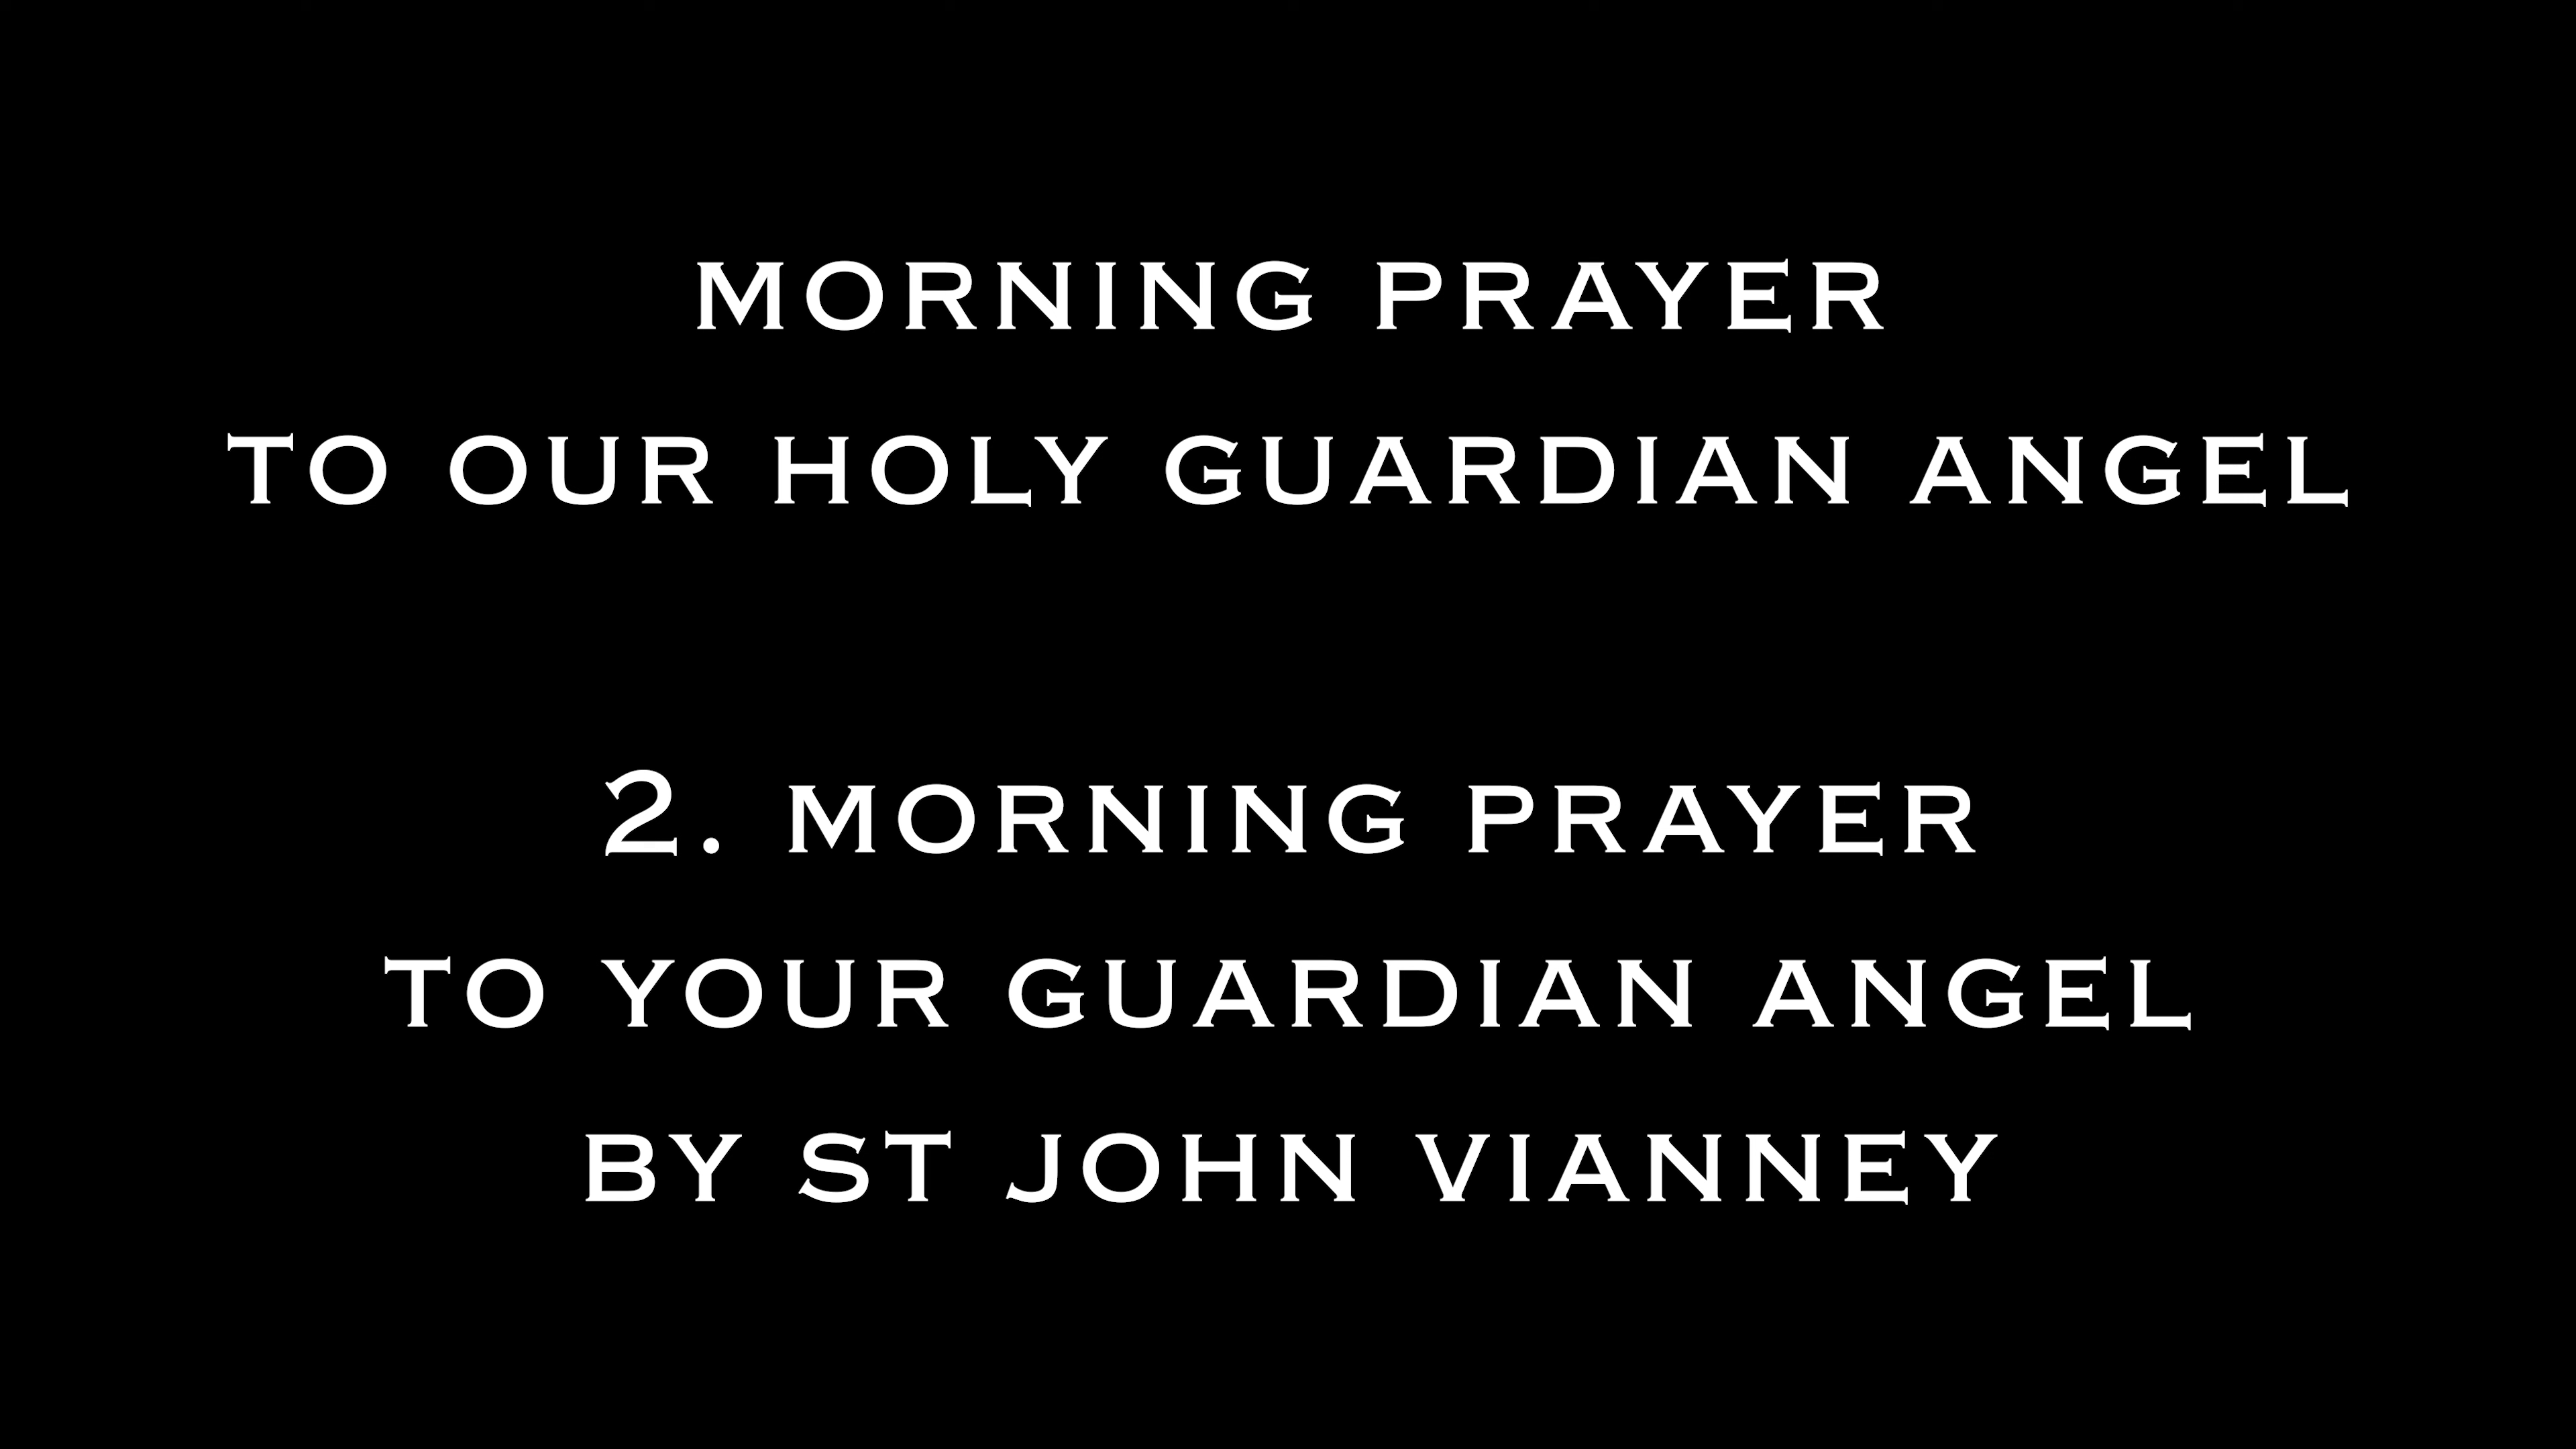 MORNING PRAYER
TO OUR HOLY GUARDIAN ANGEL
2. MORNING PRAYER
TO YOUR GUARDIAN ANGEL
BY ST JOHN VIANNEY